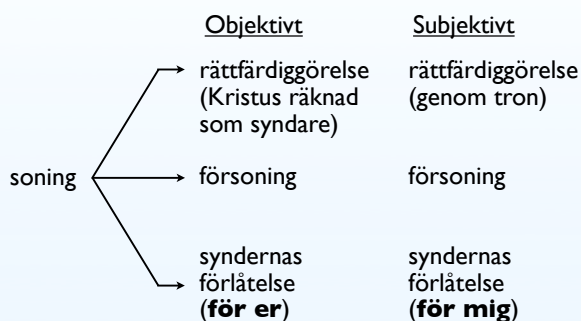 Objektivt Subjektivt
rättfärdiggörelse rättfärdiggörelse
(Kristus räknad (genom tron)
som syndare)
soning försoning försoning
syndernas syndernas
förlåtelse förlåtelse
(för er) (för mig)